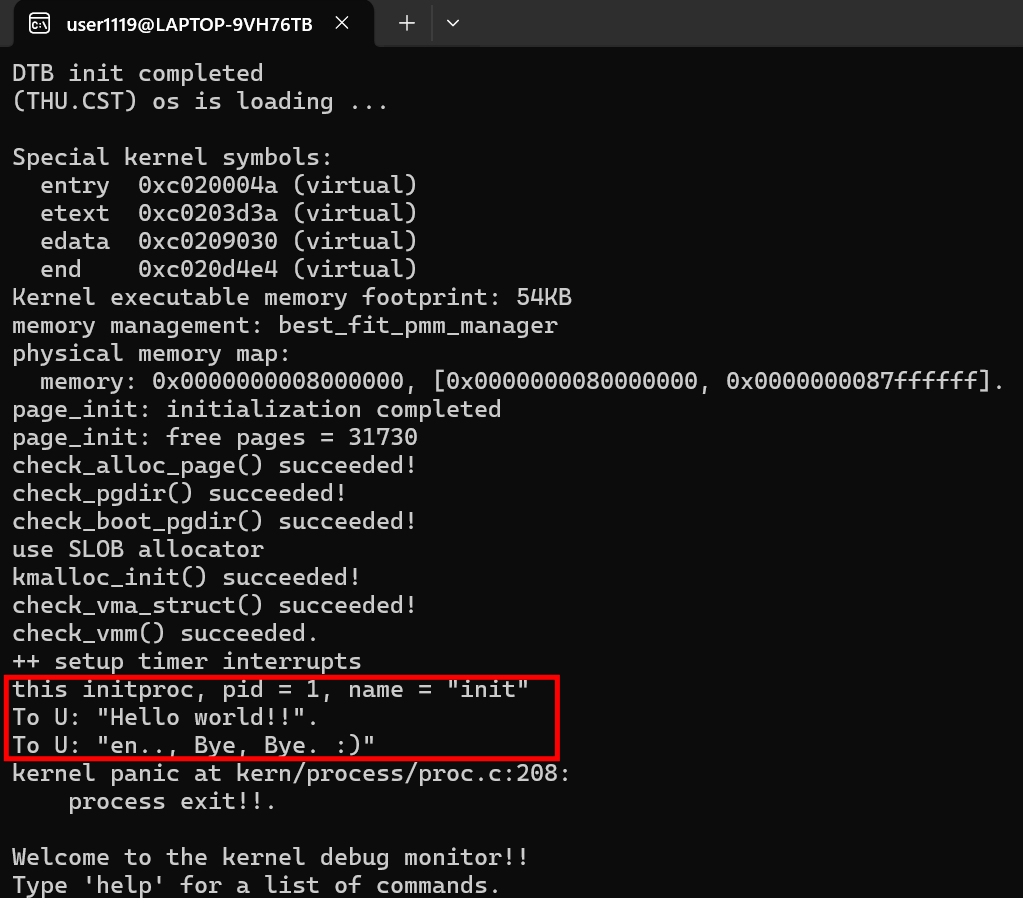 user1119@LAPTOP-9VH76TB
DTB init completed
(THU.CST) os is loading ...
Special kernel symbols:
entry 0xc020004a (virtual)
etext 0xc0203d3a (virtual)
edata 0xc0209030 (virtual)
end 0xc020d4e4 (virtual)
Kernel executable memory footprint: 54KB
memory management: best_fit_pmm_manager
physical memory map:
memory: 0x0000000008000000, [0x0000000080000000, 0x0000000087ffffff].
page_init: initialization completed
page_init: free pages = 31730
check_alloc_page() succeeded!
check_pgdir() succeeded!
check_boot_pgdir() succeeded!
use SLOB allocator
kmalloc_init() succeeded!
check_vma_struct() succeeded!
check_vmm() succeeded.
++ setup timer interrupts
this initproc, pid = 1, name = "init"
To U: "Hello world!!".
To U: "en.., Bye, Bye. :)"
kernel panic at kern/process/proc.c:208:
process exit!!.
Welcome to the kernel debug monitor!!
Type 'help' for a list of commands.